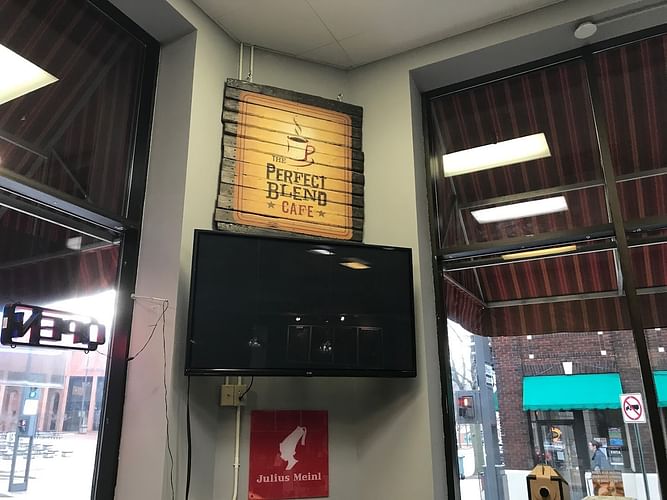 THE
PERFECT
BLEND
CAFE
OPEN
Julius Meinl